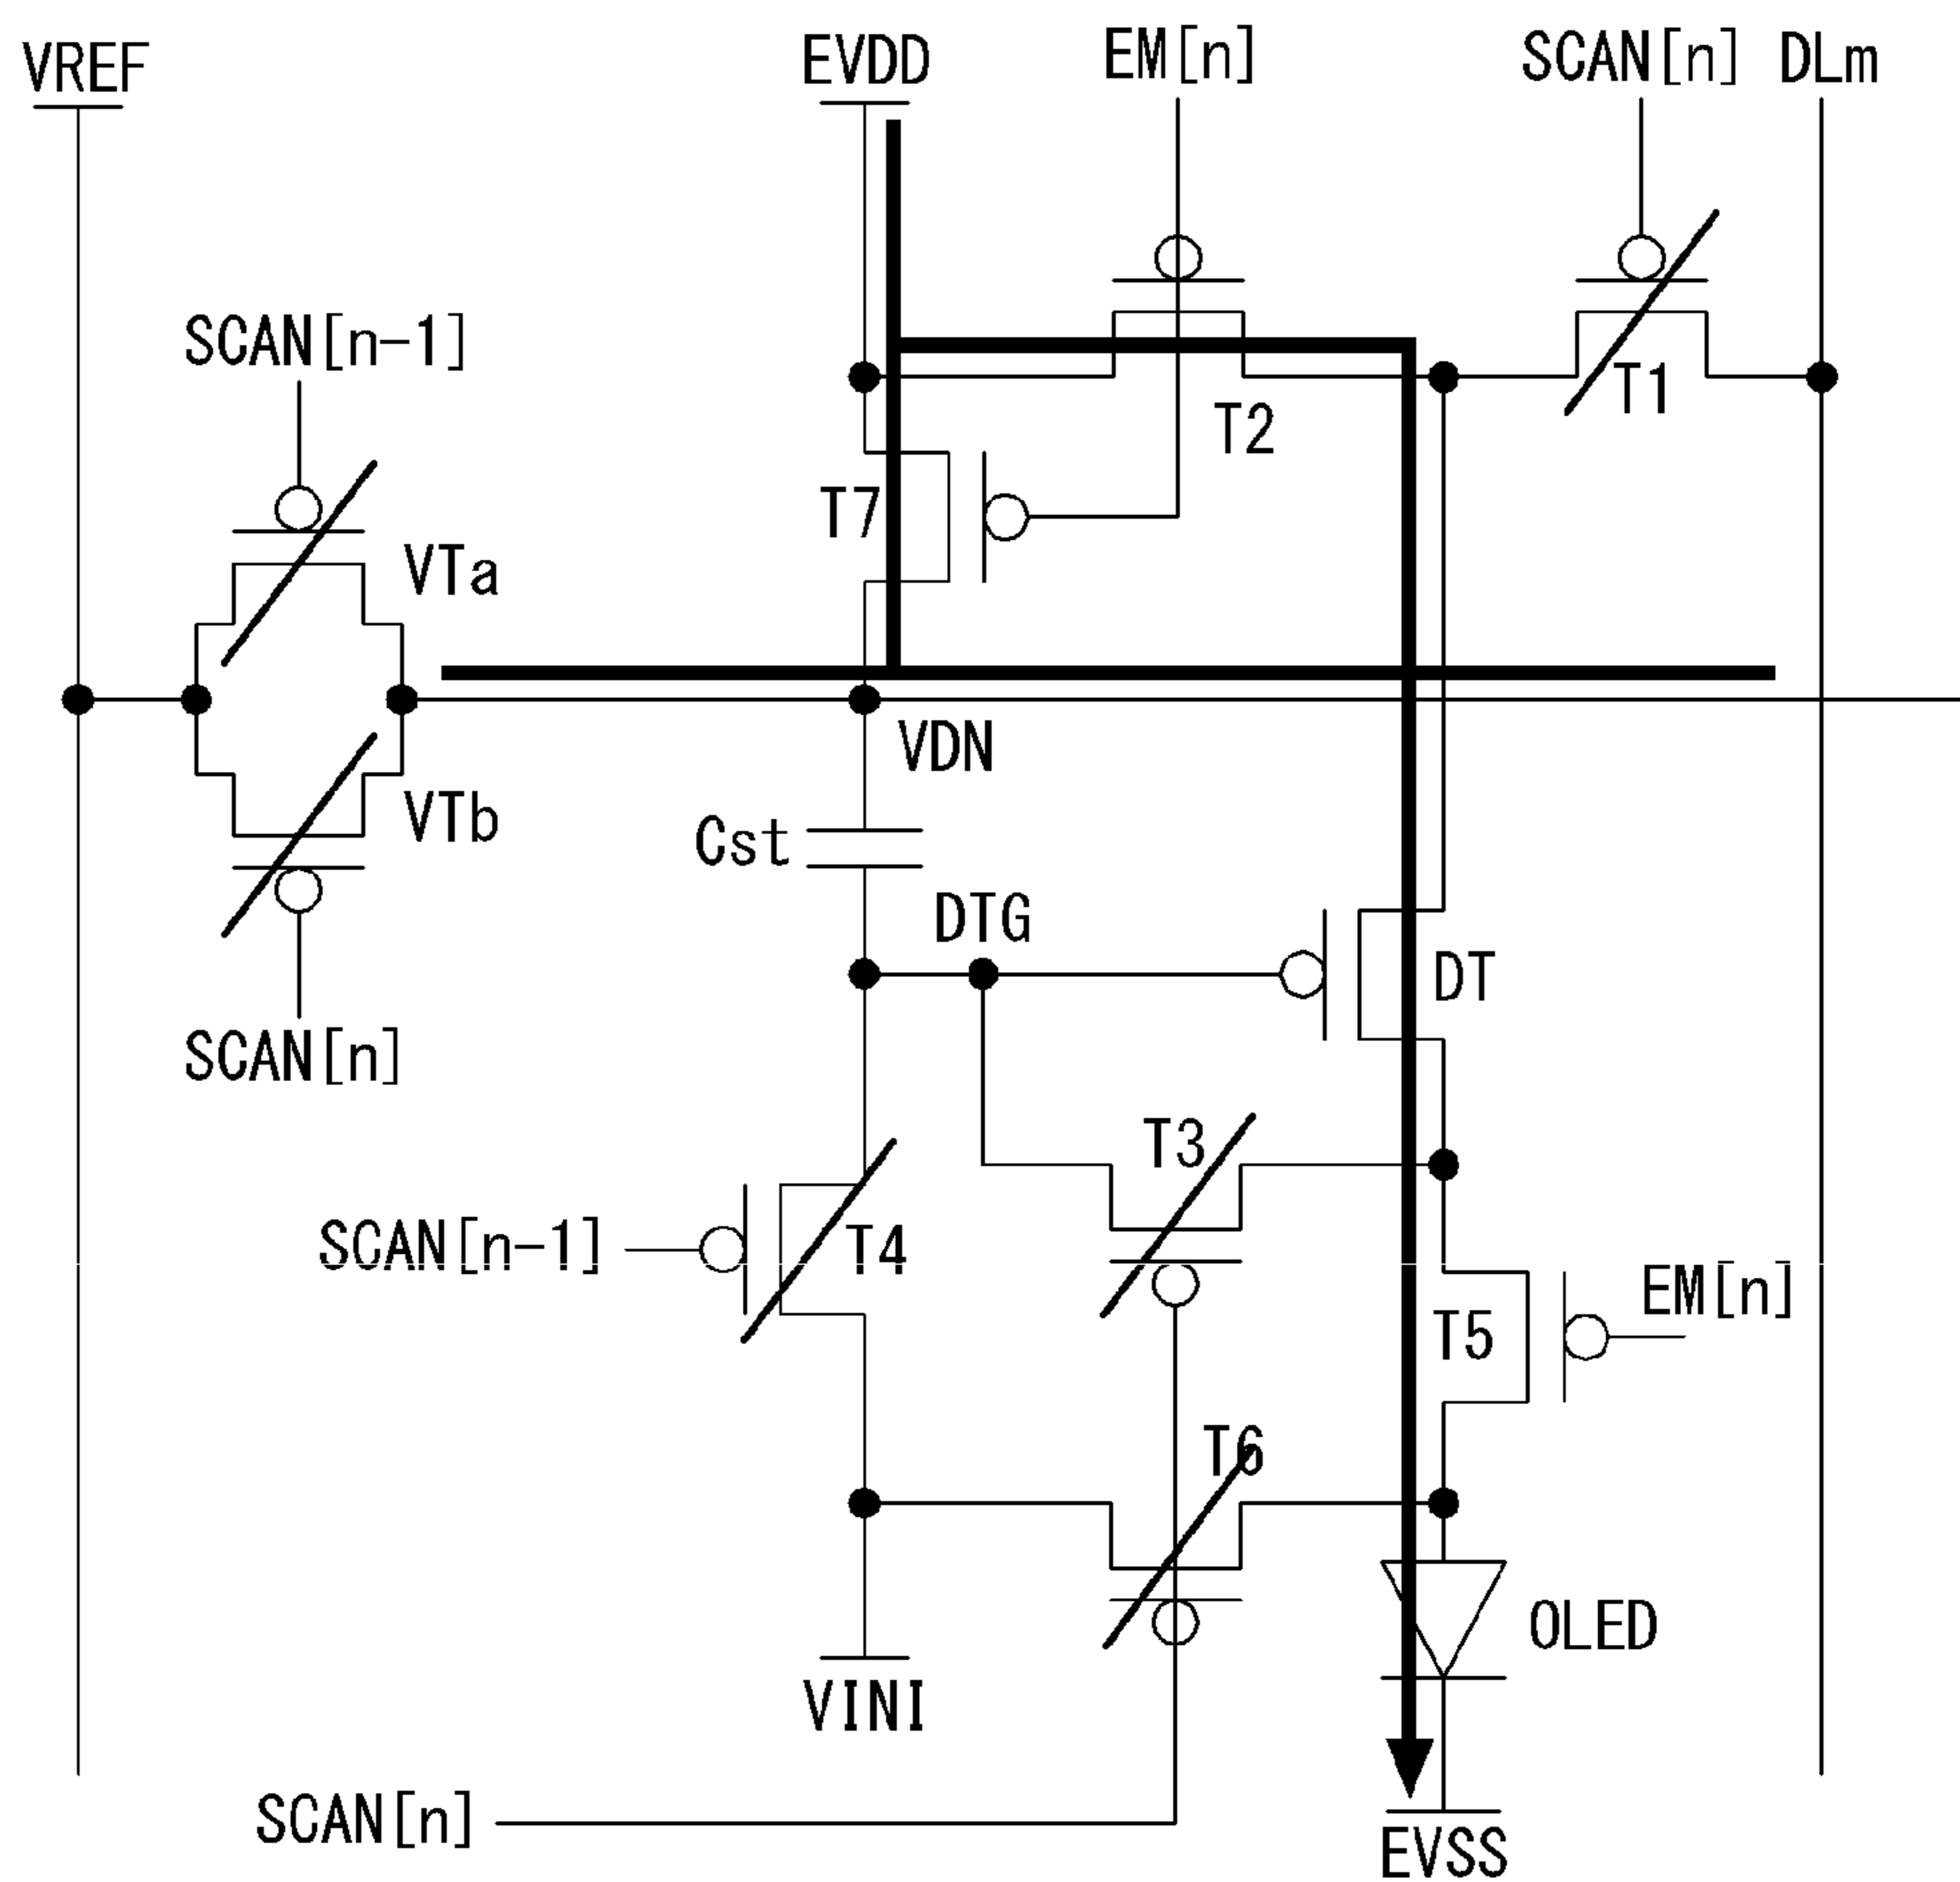 VREF
EVDD
EM[n]
SCAN[n]
DLm
SCAN[n-1]
T1
T2
T7
VTa
VDN
VTb
Cst
DTG
DT
SCAN[n]
T3
SCAN[n-1]
T4
EM[n]
T5
T6
OLED
VINI
SCAN[n]
EVSS